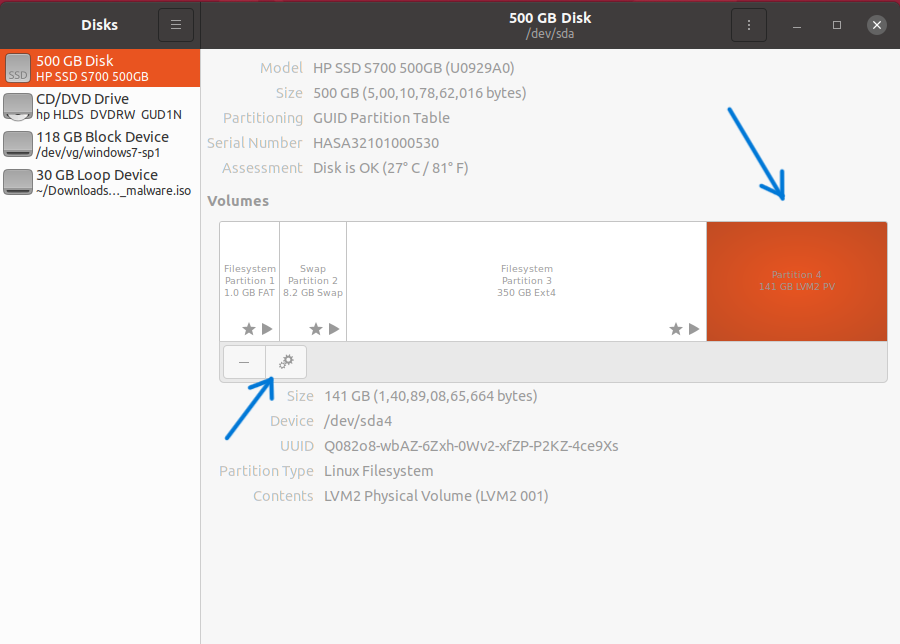 Disks
500 GB Disk
/dev/sda
500 GB Disk
HP SSD S700 500GB
SSD
CD/DVD Drive
hp HLDS DVDRW GUD1N
118 GB Block Device
/dev/vg/windows7-sp1
30 GB Loop Device
~/Downloads…_malware.iso
Model HP SSD S700 500GB (U0929A0)
Size 500 GB (5,00,10,78,62,016 bytes)
Partitioning GUID Partition Table
Serial Number HASA32101000530
Assessment Disk is OK (27° C / 81° F)
Volumes
Filesystem
Partition 1
1.0 GB FAT
Swap
Partition 2
8.2 GB Swap
Filesystem
Partition 3
350 GB Ext4
Partition 4
141 GB LVM2 PV
Size 141 GB (1,40,89,08,65,664 bytes)
Device /dev/sda4
UUID Q082o8-wbAZ-6Zxh-0Wv2-xfZP-P2KZ-4ce9Xs
Partition Type Linux Filesystem
Contents LVM2 Physical Volume (LVM2 001)